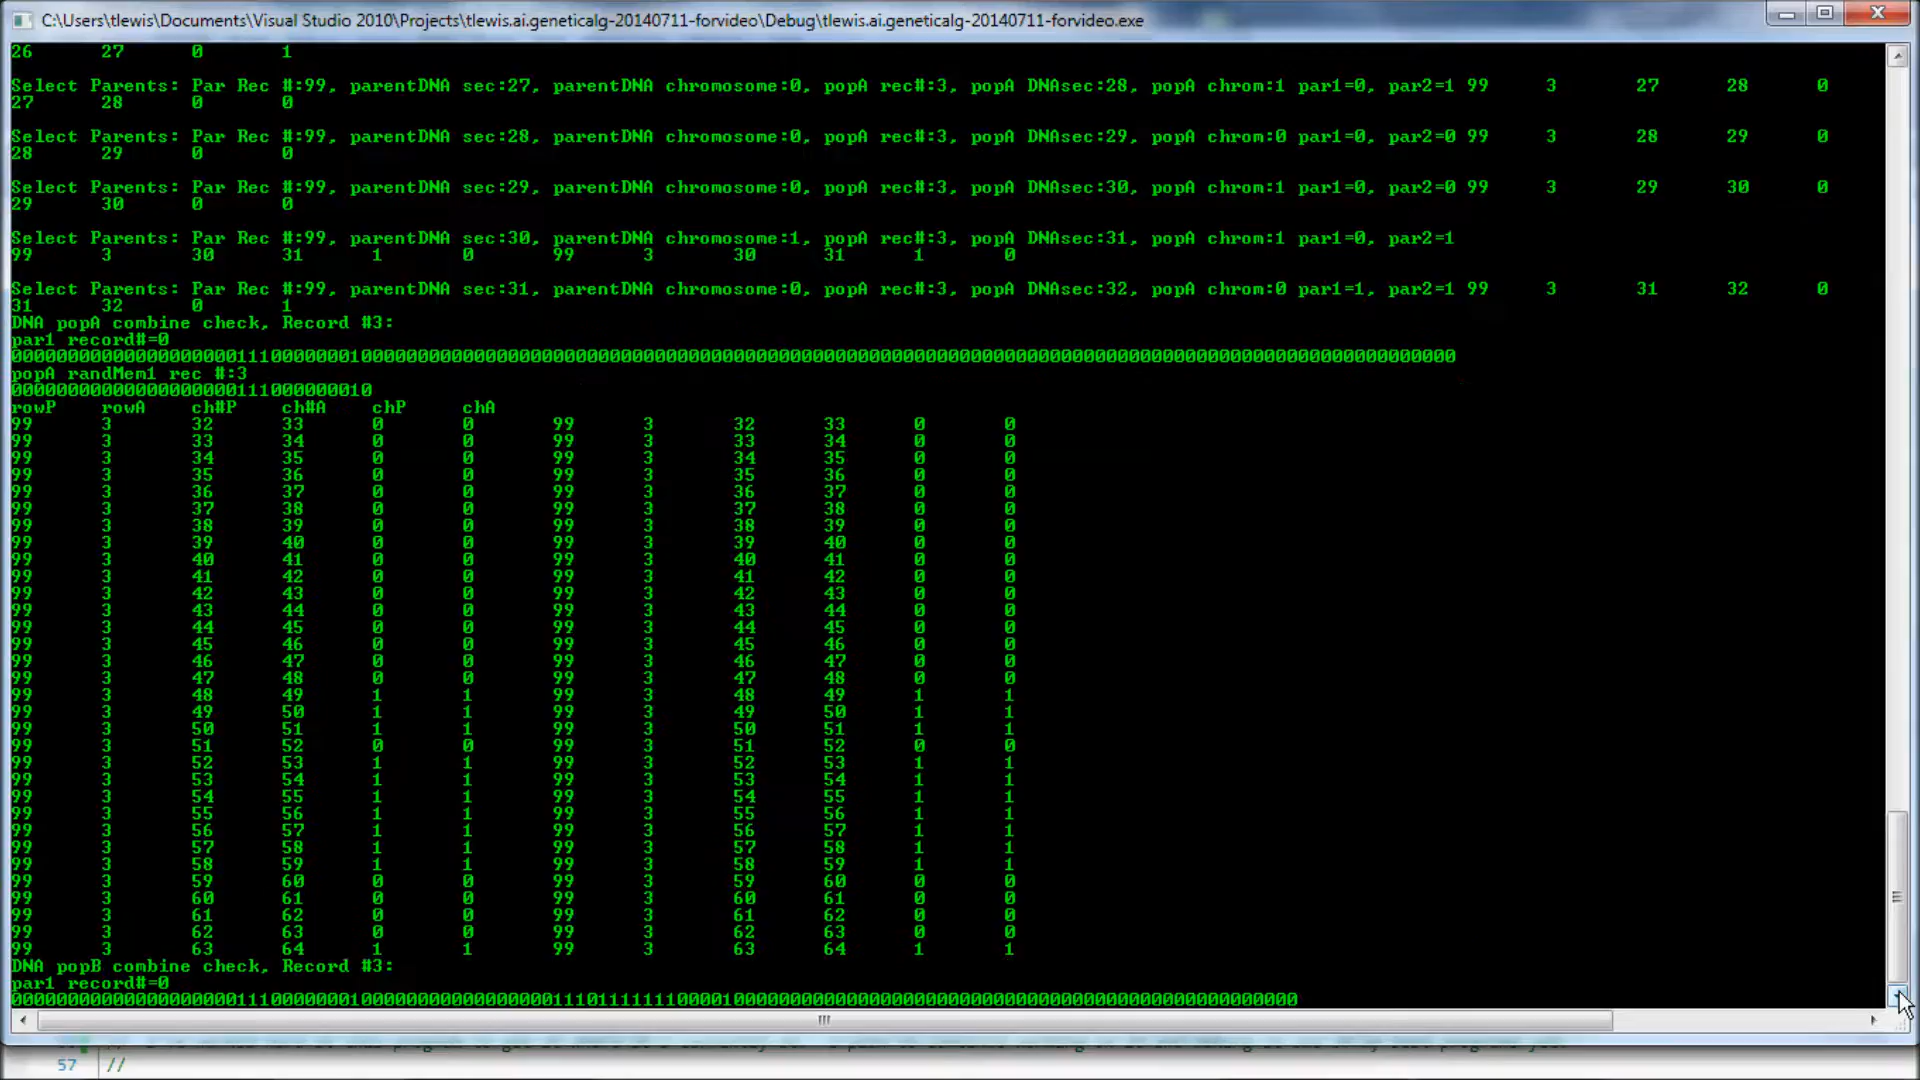 C:\Users\tlewis\Documents\Visual Studio 2010\Projects\tlewis.ai.geneticalg-20140711-forvideo\Debug\tlewis.ai.geneticalg-20140711-forvideo.exe
26 27 0 1
Select Parents: Par Rec #:99, parentDNA sec:27, parentDNA chromosome:0, popA rec#:3, popA DNAsec:28, popA chrom:1 par1=0, par2=1 99 3 27 28 0
27 28 0 0
Select Parents: Par Rec #:99, parentDNA sec:28, parentDNA chromosome:0, popA rec#:3, popA DNAsec:29, popA chrom:0 par1=0, par2=0 99 3 28 29 0
28 29 0 0
Select Parents: Par Rec #:99, parentDNA sec:29, parentDNA chromosome:0, popA rec#:3, popA DNAsec:30, popA chrom:1 par1=0, par2=0 99 3 29 30 0
29 30 0 0
Select Parents: Par Rec #:99, parentDNA sec:30, parentDNA chromosome:1, popA rec#:3, popA DNAsec:31, popA chrom:1 par1=0, par2=1
99 3 30 31 1 0 99 3 30 31 1 0
Select Parents: Par Rec #:99, parentDNA sec:31, parentDNA chromosome:0, popA rec#:3, popA DNAsec:32, popA chrom:0 par1=1, par2=1 99 3 31 32 0
31 32 0 1
DNA popA combine check, Record #3:
par1 record#=0
00000000000000000000111000000010000000000000000000000000000000000000000000000000000000000000000000000000000000000000000000000000
popA randMem1 rec #:3
00000000000000000000111000000010
rowP rowA ch#P ch#A chP chA
99 3 32 33 0 0 99 3 32 33 0 0
99 3 33 34 0 0 99 3 33 34 0 0
99 3 34 35 0 0 99 3 34 35 0 0
99 3 35 36 0 0 99 3 35 36 0 0
99 3 36 37 0 0 99 3 36 37 0 0
99 3 37 38 0 0 99 3 37 38 0 0
99 3 38 39 0 0 99 3 38 39 0 0
99 3 39 40 0 0 99 3 39 40 0 0
99 3 40 41 0 0 99 3 40 41 0 0
99 3 41 42 0 0 99 3 41 42 0 0
99 3 42 43 0 0 99 3 42 43 0 0
99 3 43 44 0 0 99 3 43 44 0 0
99 3 44 45 0 0 99 3 44 45 0 0
99 3 45 46 0 0 99 3 45 46 0 0
99 3 46 47 0 0 99 3 46 47 0 0
99 3 47 48 0 0 99 3 47 48 0 0
99 3 48 49 1 1 99 3 48 49 1 1
99 3 49 50 1 1 99 3 49 50 1 1
99 3 50 51 1 1 99 3 50 51 1 1
99 3 51 52 0 0 99 3 51 52 0 0
99 3 52 53 1 1 99 3 52 53 1 1
99 3 53 54 1 1 99 3 53 54 1 1
99 3 54 55 1 1 99 3 54 55 1 1
99 3 55 56 1 1 99 3 55 56 1 1
99 3 56 57 1 1 99 3 56 57 1 1
99 3 57 58 1 1 99 3 57 58 1 1
99 3 58 59 1 1 99 3 58 59 1 1
99 3 59 60 0 0 99 3 59 60 0 0
99 3 60 61 0 0 99 3 60 61 0 0
99 3 61 62 0 0 99 3 61 62 0 0
99 3 62 63 0 0 99 3 62 63 0 0
99 3 63 64 1 1 99 3 63 64 1 1
DNA popB combine check, Record #3:
par1 record#=0
000000000000000000001110000000100000000000000000111011111110000100000000000000000000000000000000000000000000000000
57 //